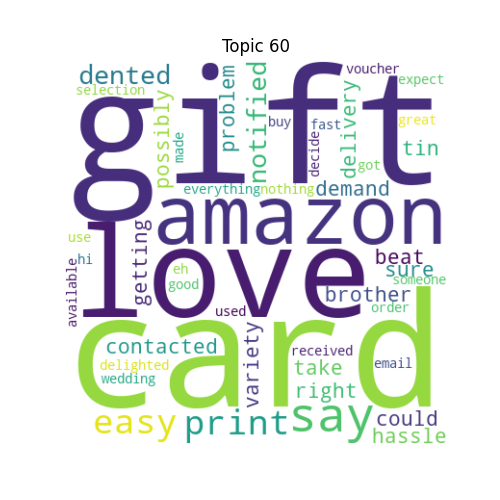 Topic 60
gift
card
love
amazon
say
print
easy
dented
selection
possibly
made
problem
notified
buy
voucher
fast
decide
delivery
expect
great
got
tin
everything
nothing
demand
use
hi
available
getting
eh
good
used
beat
sure
someone
brother
order
contacted
delighted
wedding
variety
received
take
right
email
could
hassle